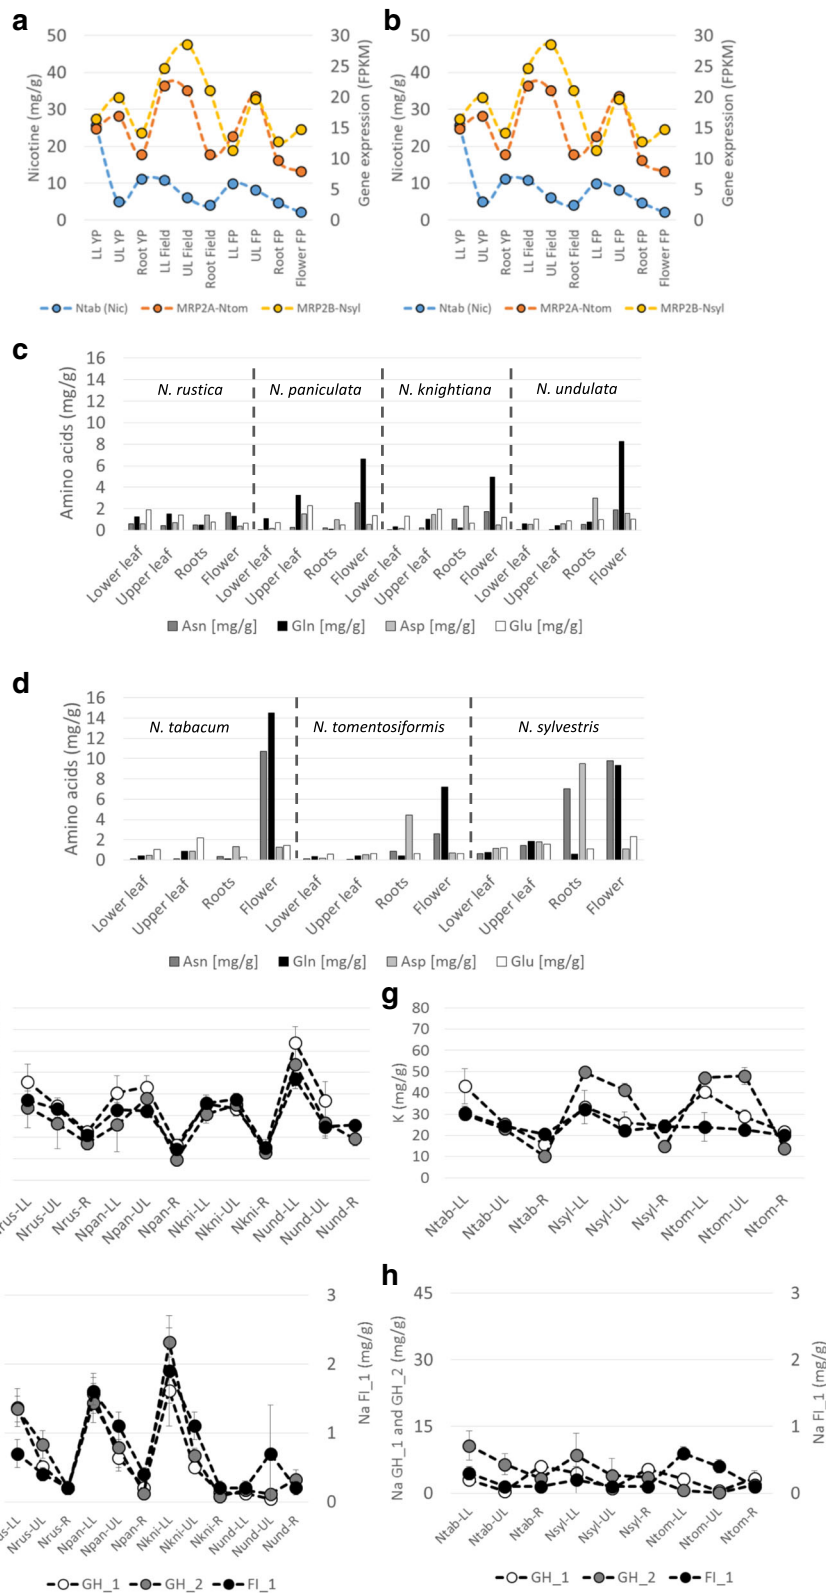 a
50
40
30
20
10
0
Nicotine (mg/g)
30
25
20
15
10
5
0
Gene expression (FPKM)
LL YP
UL YP
Root YP
LL Field
UL Field
Root Field
LL FP
UL FP
Root FP
Flower FP
Ntab (Nic) MRP2A-Ntom MRP2B-Nsyl
b
50
40
30
20
10
0
Nicotine (mg/g)
30
25
20
15
10
5
0
Gene expression (FPKM)
LL YP
UL YP
Root YP
LL Field
UL Field
Root Field
LL FP
UL FP
Root FP
Flower FP
Ntab (Nic) MRP2A-Ntom MRP2B-Nsyl
c
16
14
12
10
8
6
4
2
0
Amino acids (mg/g)
N. rustica N. paniculata N. knightiana N. undulata
Lower leaf
Upper leaf
Roots
Flower
Lower leaf
Upper leaf
Roots
Flower
Lower leaf
Upper leaf
Roots
Flower
Lower leaf
Upper leaf
Roots
Flower
Asn [mg/g] Gln [mg/g] Asp [mg/g] Glu [mg/g]
d
16
14
12
10
8
6
4
2
0
Amino acids (mg/g)
N. tabacum N. tomentosiformis N. sylvestris
Lower leaf
Upper leaf
Roots
Flower
Lower leaf
Upper leaf
Roots
Flower
Lower leaf
Upper leaf
Roots
Flower
Asn [mg/g] Gln [mg/g] Asp [mg/g] Glu [mg/g]
rus-LL
Nrus-UL
Nrus-R
Npan-LL
Npan-UL
Npan-R
Nkni-LL
Nkni-UL
Nkni-R
Nund-LL
Nund-UL
Nund-R
g
80
70
60
50
40
30
20
10
0
K (mg/g)
Ntab-LL
Ntab-UL
Ntab-R
Nsyl-LL
Nsyl-UL
Nsyl-R
Ntom-LL
Ntom-UL
Ntom-R
3
2
1
0
Na FI_1 (mg/g)
us-LL
Nrus-UL
Nrus-R
Npan-LL
Npan-UL
Npan-R
Nkni-LL
Nkni-UL
Nkni-R
Nund-LL
Nund-UL
Nund-R
GH_1 GH_2 FI_1
h
45
30
15
0
Na GH_1 and GH_2 (mg/g)
3
2
1
0
Na FI_1 (mg/g)
Ntab-LL
Ntab-UL
Ntab-R
Nsyl-LL
Nsyl-UL
Nsyl-R
Ntom-LL
Ntom-UL
Ntom-R
GH_1 GH_2 FI_1